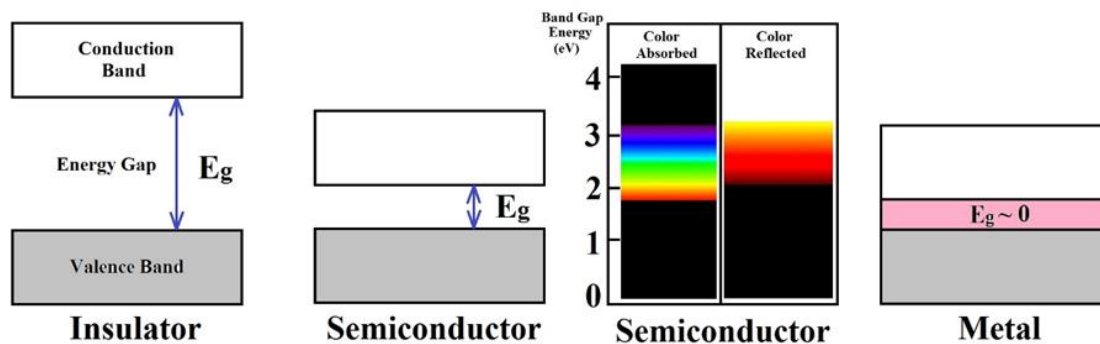 Conduction
Band
Energy Gap
Eg
Valence Band
Insulator
Eg
Semiconductor
Band Gap
Energy
(eV)
Color
Absorbed
Color
Reflected
4
3
2
1
0
Semiconductor
Eg ~ 0
Metal